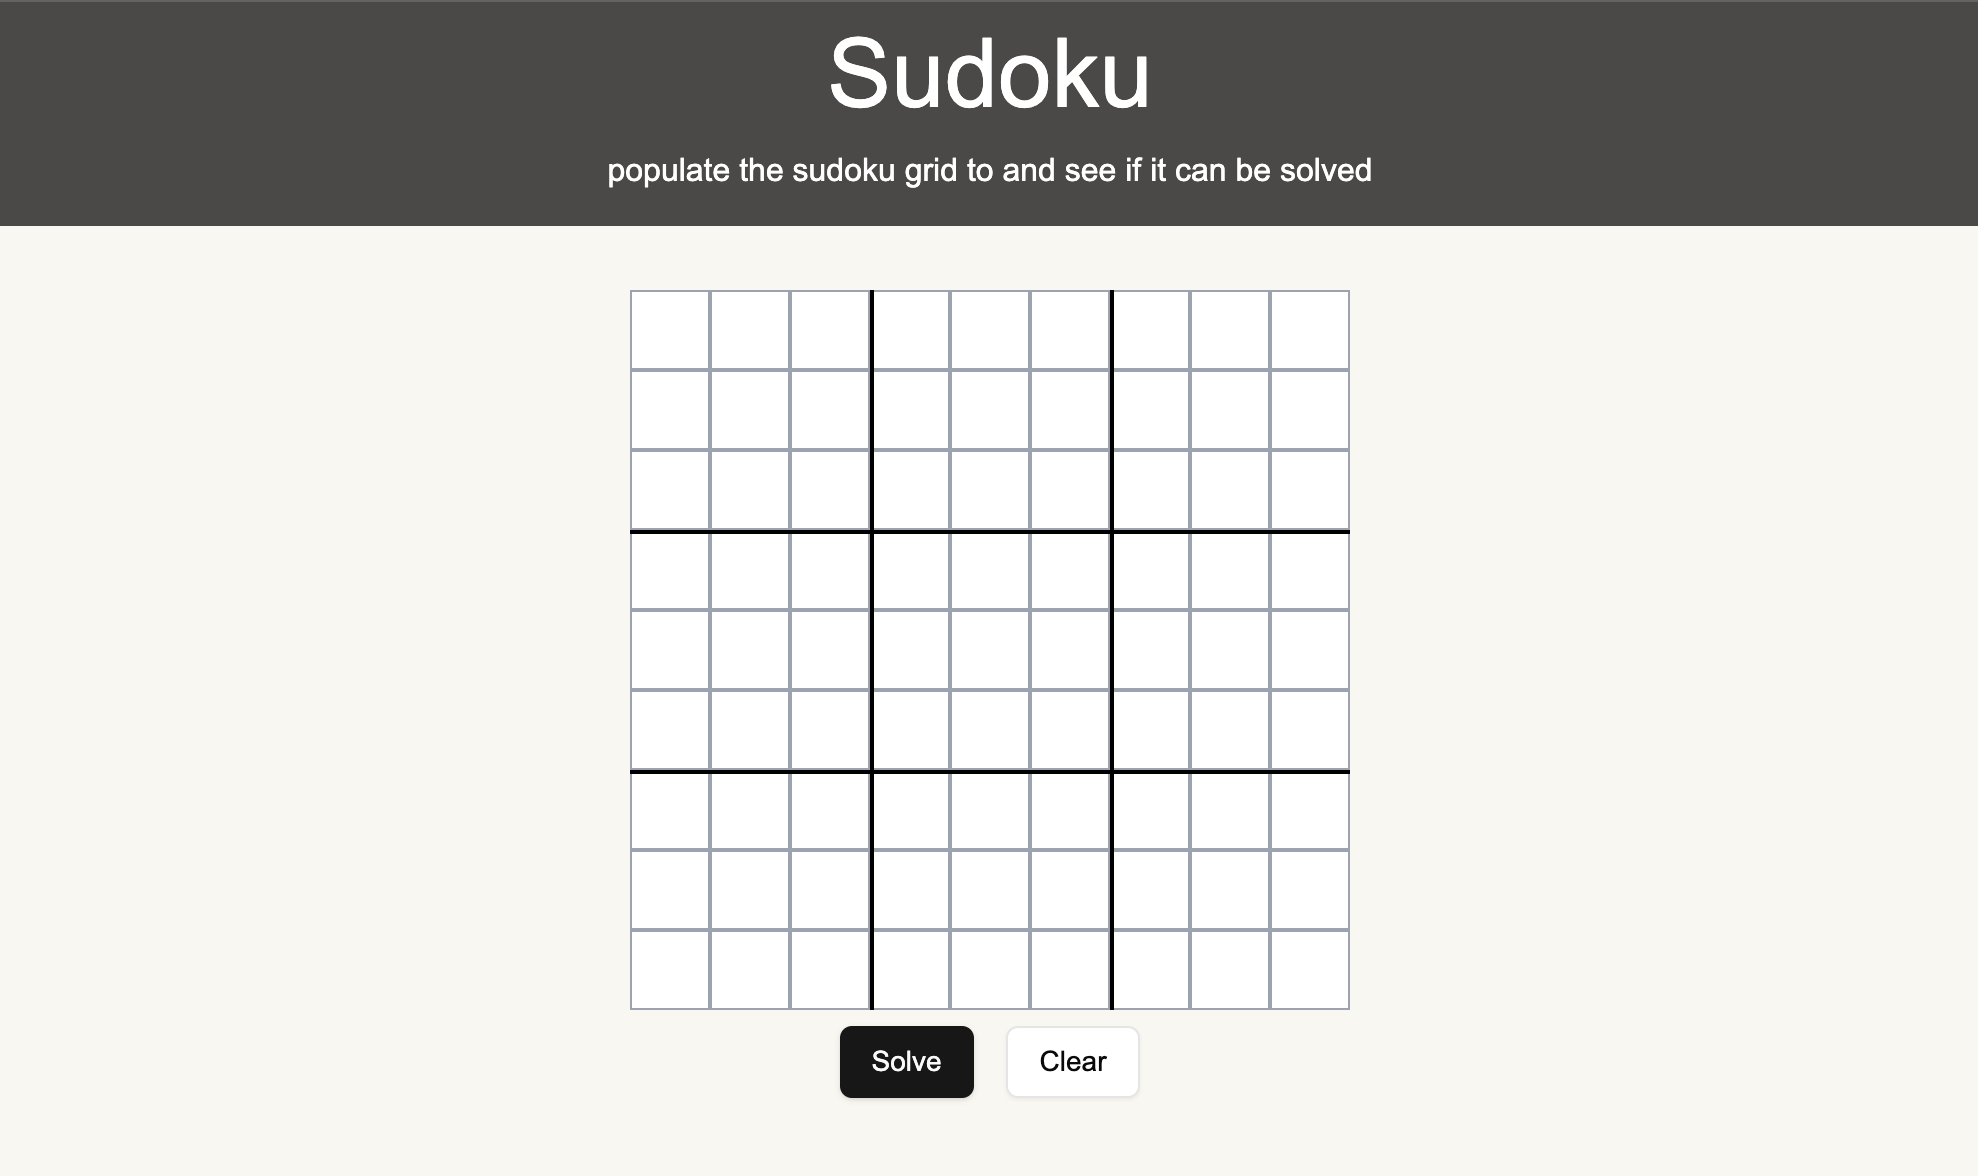 Sudoku
populate the sudoku grid to and see if it can be solved
Solve
Clear